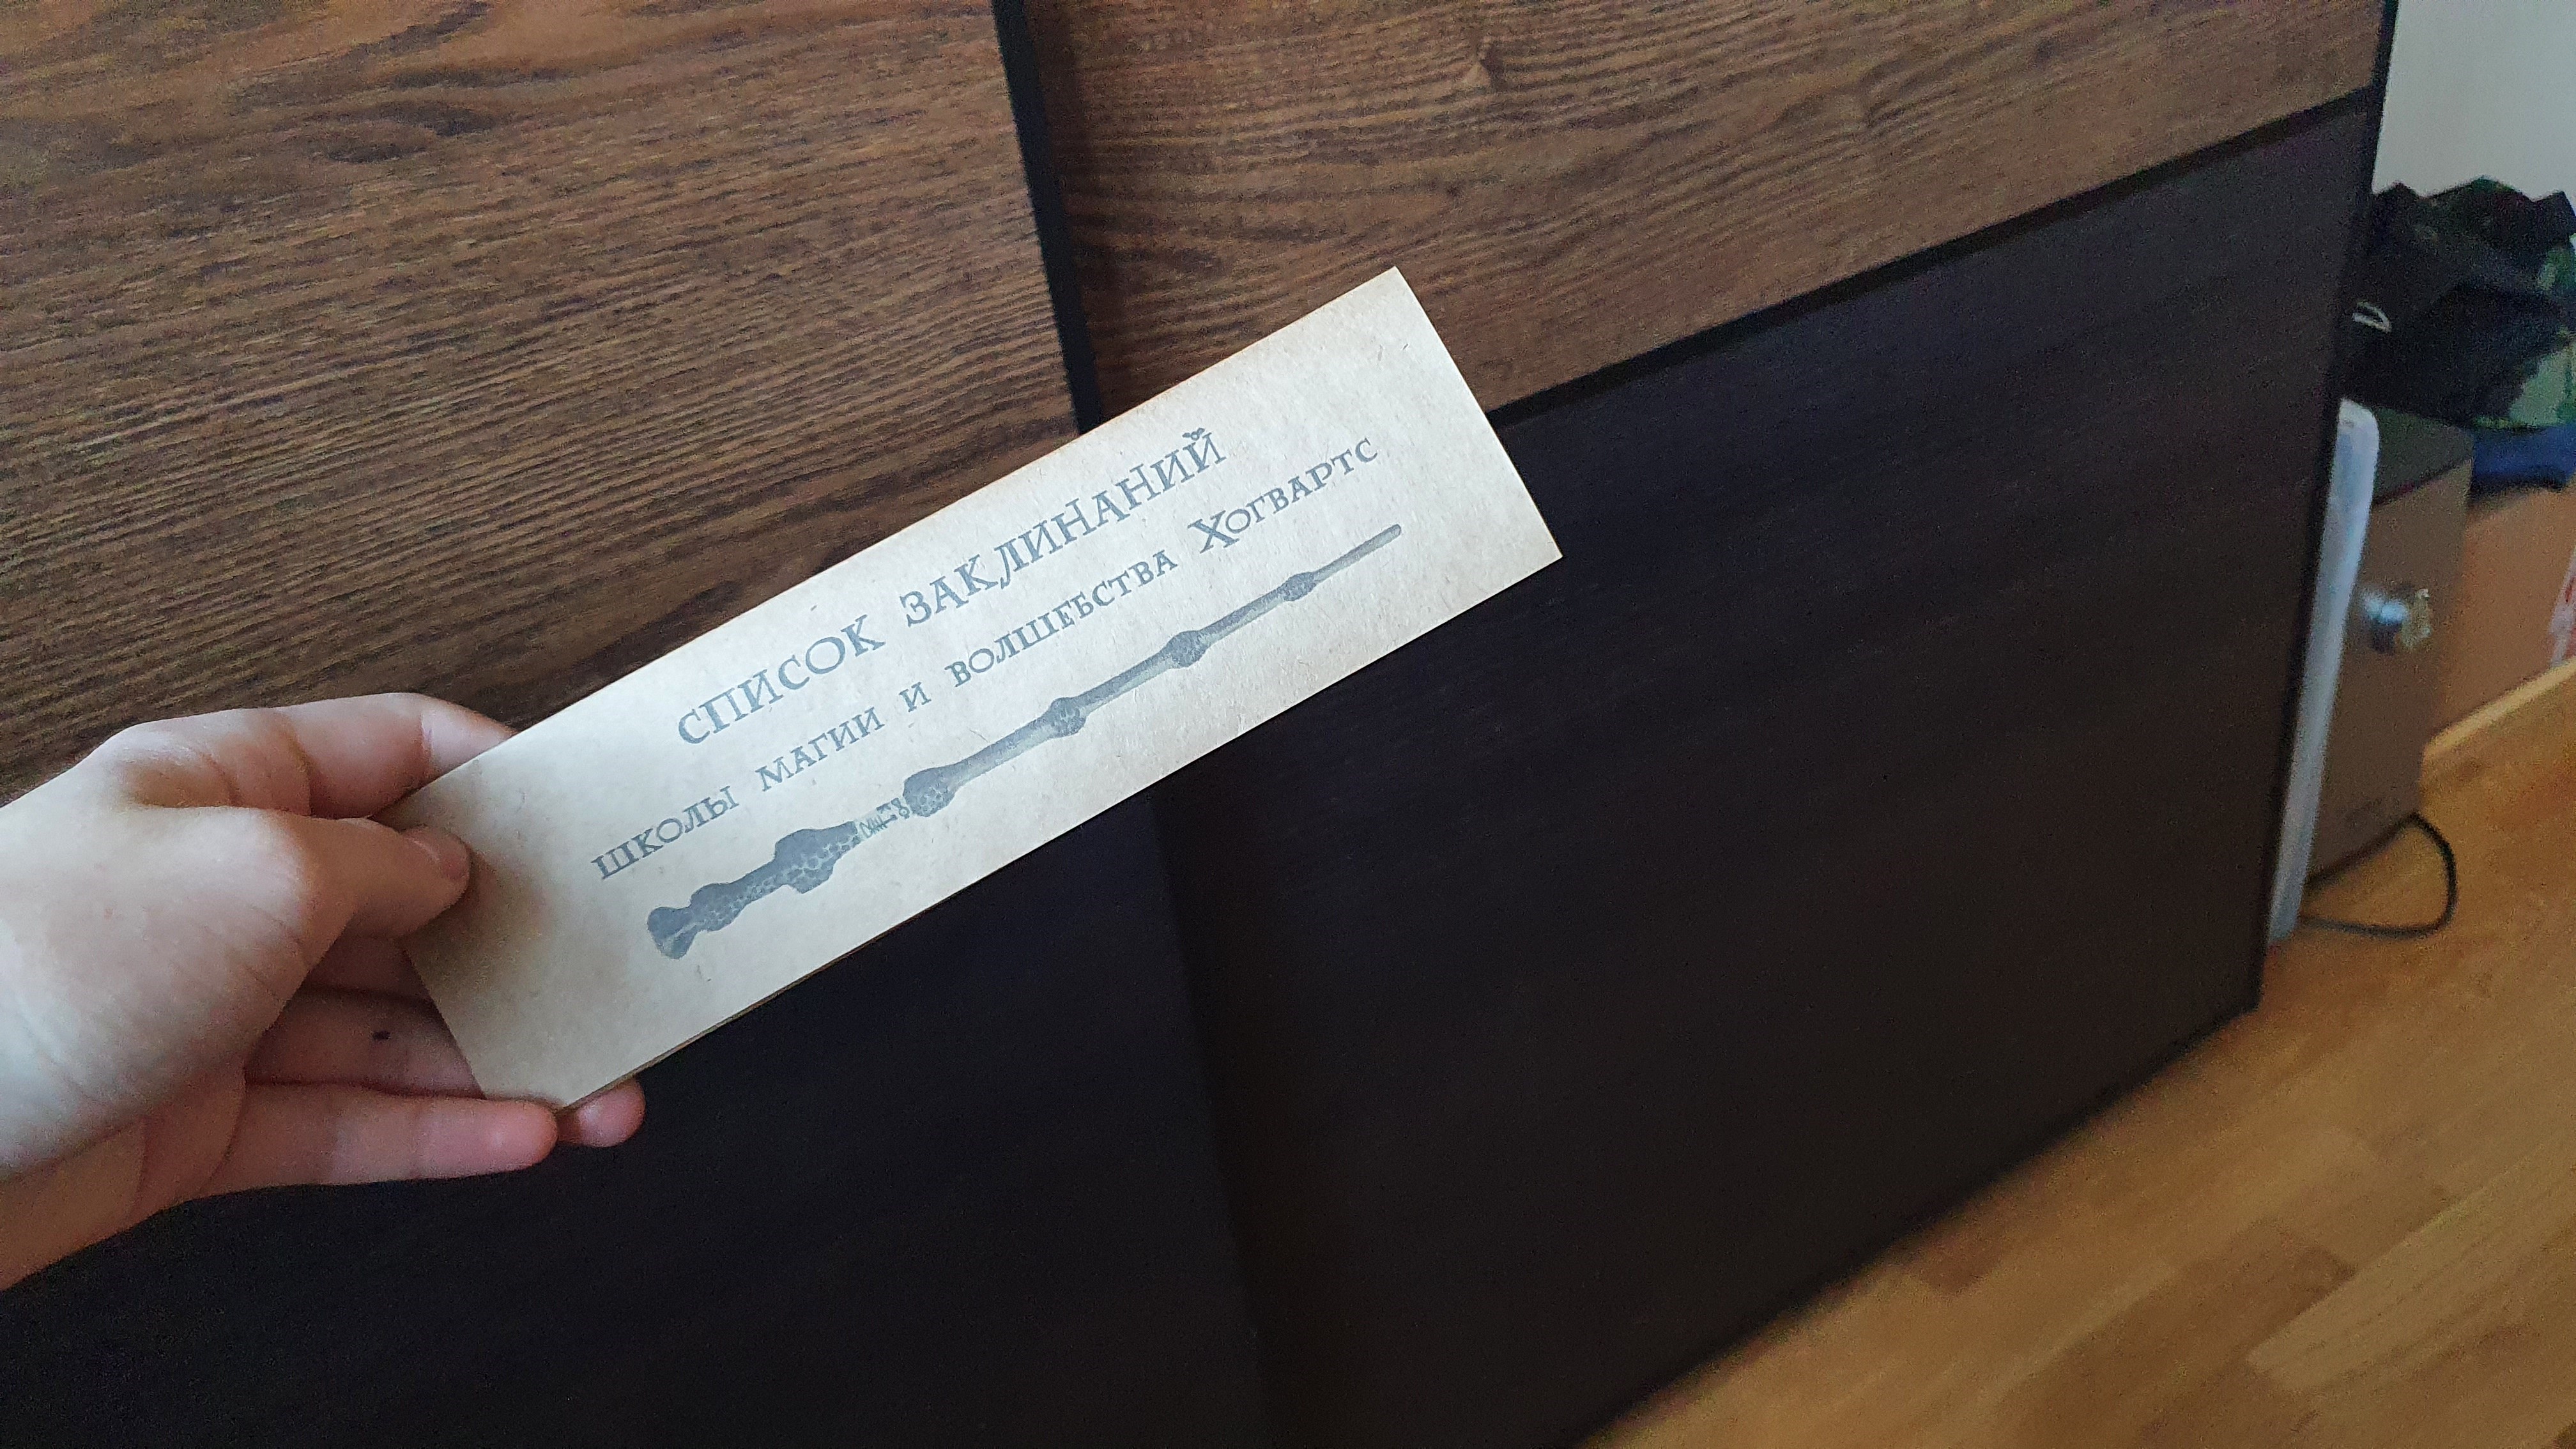 СПИСОК ЗАКЛИНАНИЙ
ШКОЛЫ МАГИИ И ВОЛШЕБСТВА ХОГВАРТС